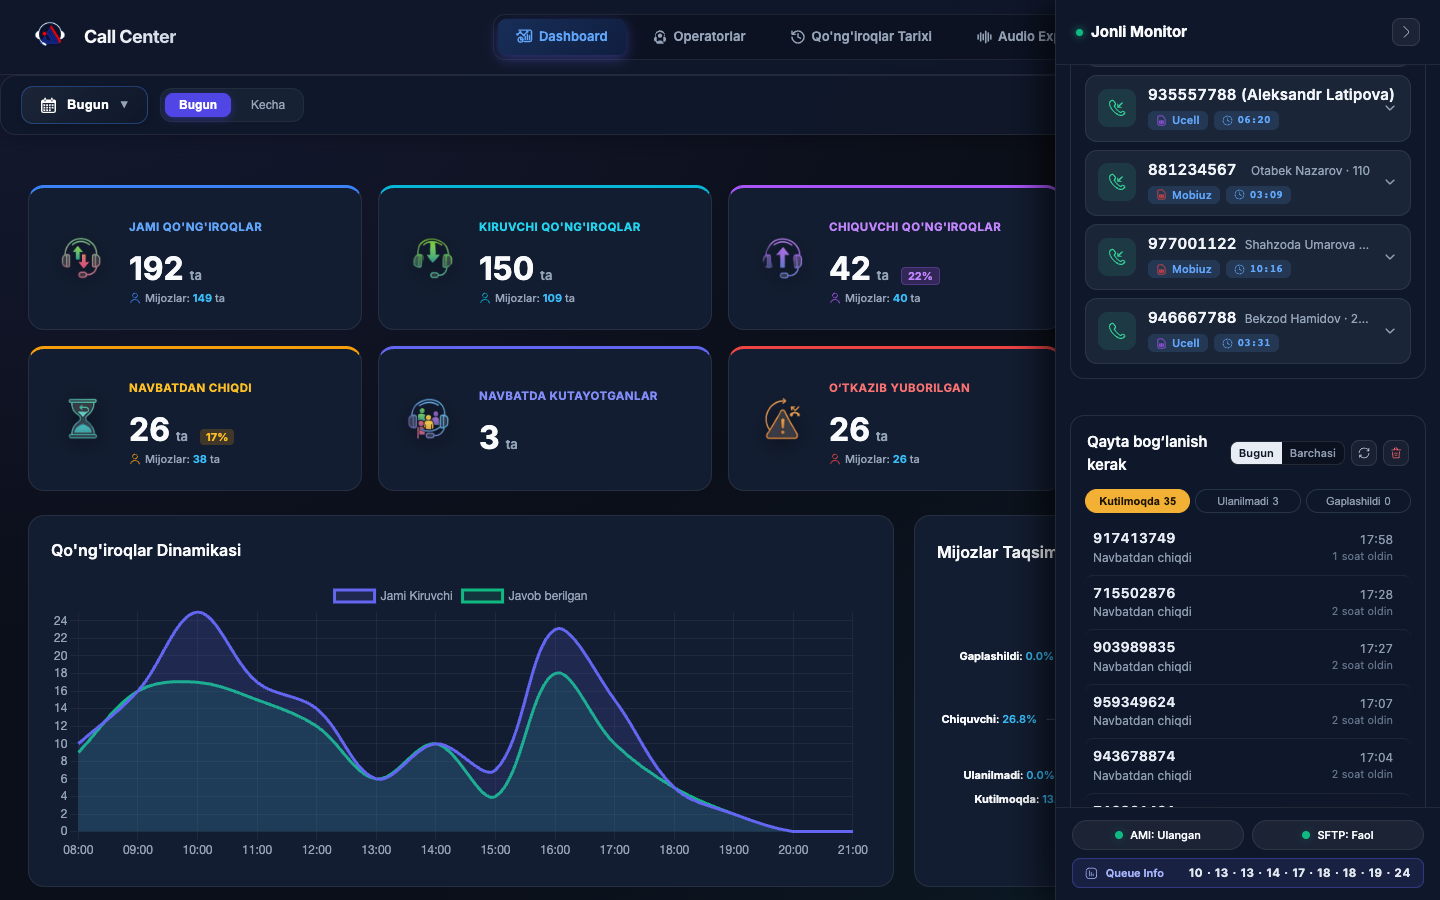 Call Center
Dashboard
Operatorlar
Qo'ng'iroqlar Tarixi
Audio Exp
Bugun ▼
Bugun
Kecha
JAMI QO'NG'IROQLAR
192 ta
Mijozlar: 149 ta
KIRUVCHI QO'NG'IROQLAR
150 ta
Mijozlar: 109 ta
CHIQUVCHI QO'NG'IROQLAR
42 ta 22%
Mijozlar: 40 ta
NAVBATDAN CHIQDI
26 ta 17%
Mijozlar: 38 ta
NAVBATDA KUTAYOTGANLAR
3 ta
O‘TKAZIB YUBORILGAN
26 ta
Mijozlar: 26 ta
Qo'ng'iroqlar Dinamikasi
Jami Kiruvchi
Javob berilgan
24
22
20
18
16
14
12
10
8
6
4
2
0
08:00 09:00 10:00 11:00 12:00 13:00 14:00 15:00 16:00 17:00 18:00 19:00 20:00 21:00
Mijozlar Taqsim
Gaplashildi: 0.0%
Chiquvchi: 26.8%
Ulanilmadi: 0.0%
Kutilmoqda: 13.
Jonli Monitor
935557788 (Aleksandr Latipova)
Ucell 06:20
881234567 Otabek Nazarov · 110
Mobiuz 03:09
977001122 Shahzoda Umarova ...
Mobiuz 10:16
946667788 Bekzod Hamidov · 2...
Ucell 03:31
Qayta bog‘lanish
kerak
Bugun
Barchasi
Kutilmoqda 35
Ulanilmadi 3
Gaplashildi 0
917413749 17:58
Navbatdan chiqdi 1 soat oldin
715502876 17:28
Navbatdan chiqdi 2 soat oldin
903989835 17:27
Navbatdan chiqdi 2 soat oldin
959349624 17:07
Navbatdan chiqdi 2 soat oldin
943678874 17:04
Navbatdan chiqdi 2 soat oldin
AMI: Ulangan
SFTP: Faol
Queue Info 10 · 13 · 13 · 14 · 17 · 18 · 18 · 19 · 24